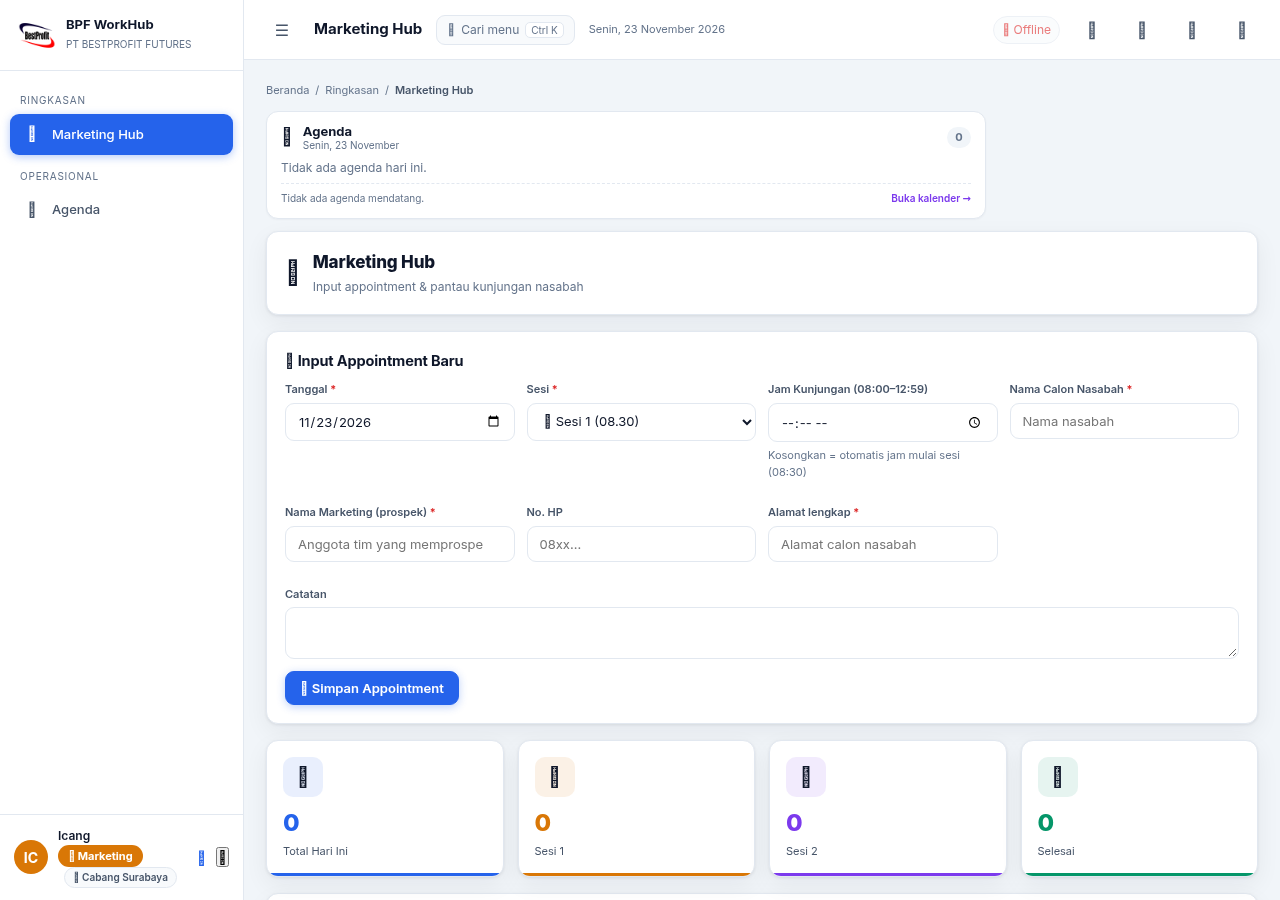 BestProfit
BPF WorkHub
PT BESTPROFIT FUTURES
RINGKASAN
Marketing Hub
OPERASIONAL
Agenda
Icang
IC
Marketing
Cabang Surabaya
☰ Marketing Hub
Cari menu Ctrl K
Senin, 23 November 2026
Offline
Beranda / Ringkasan / Marketing Hub
Agenda
Senin, 23 November
0
Tidak ada agenda hari ini.
Tidak ada agenda mendatang.
Buka kalender →
Marketing Hub
Input appointment & pantau kunjungan nasabah
Input Appointment Baru
Tanggal *
11/23/2026
Sesi *
Sesi 1 (08.30)
Jam Kunjungan (08:00–12:59)
--:-- --
Kosongkan = otomatis jam mulai sesi
(08:30)
Nama Calon Nasabah *
Nama nasabah
Nama Marketing (prospek) *
Anggota tim yang memprospe
No. HP
08xx...
Alamat lengkap *
Alamat calon nasabah
Catatan
Simpan Appointment
0
Total Hari Ini
0
Sesi 1
0
Sesi 2
0
Selesai